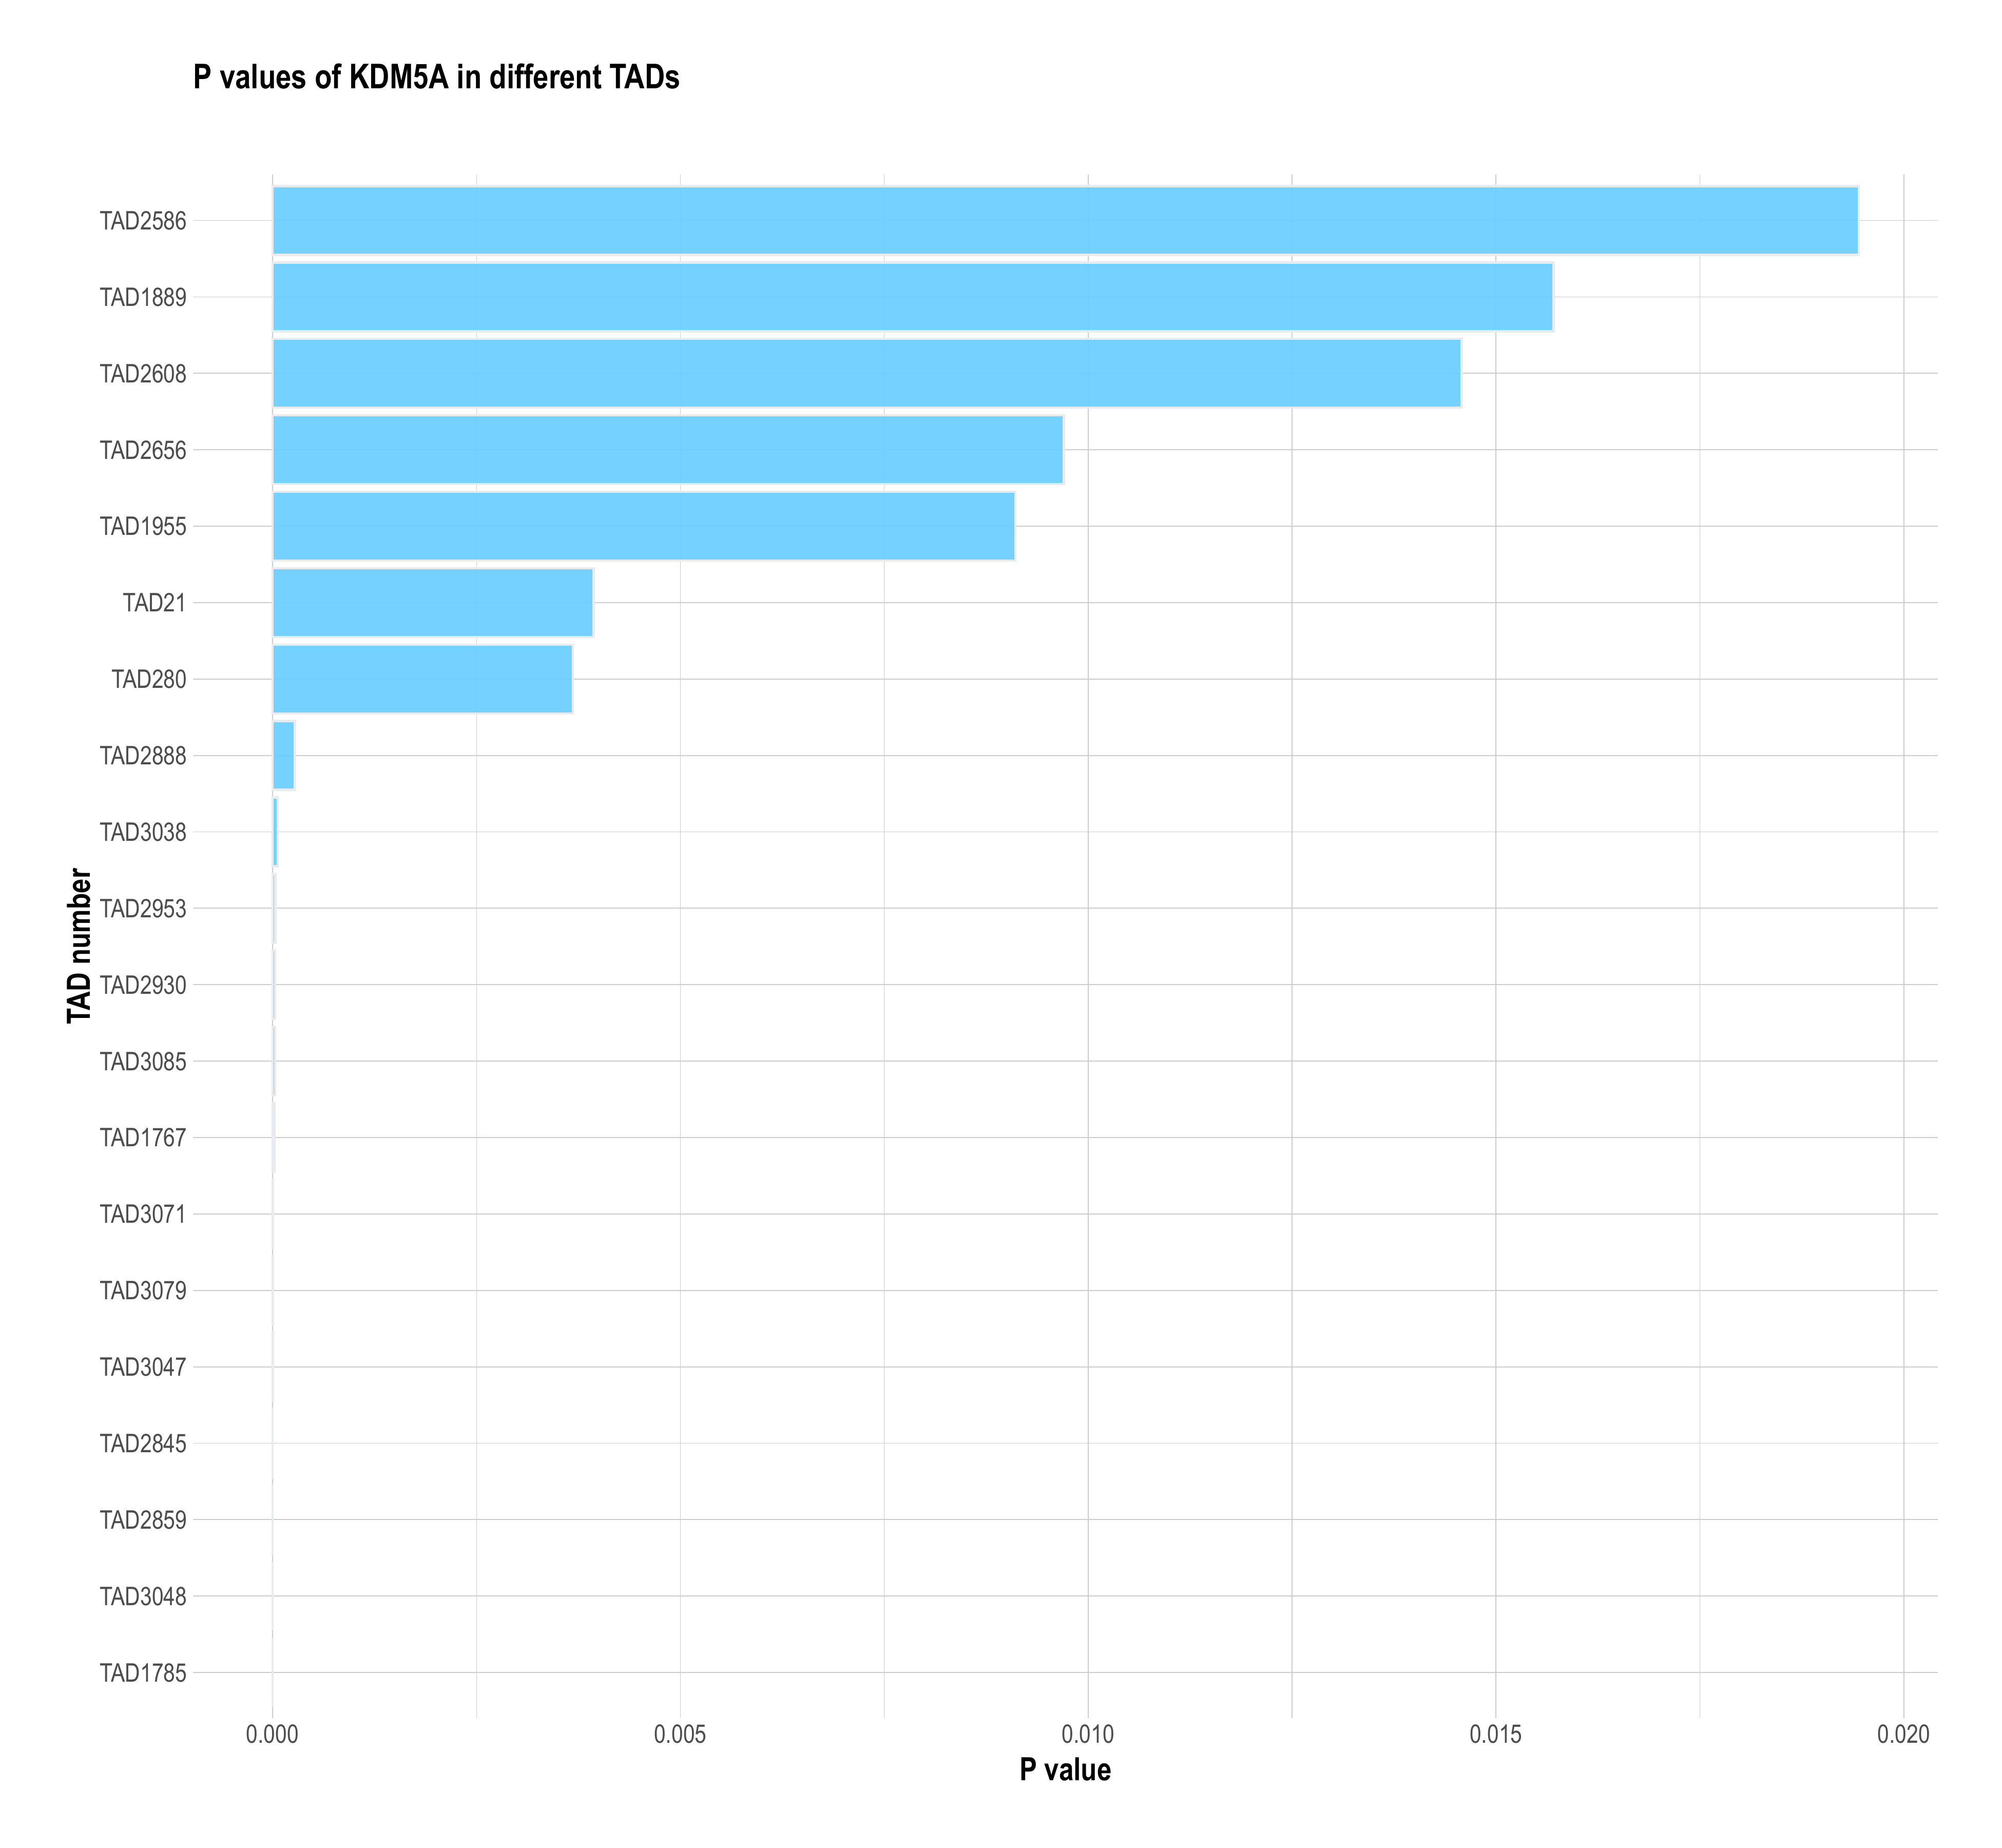 P values of KDM5A in different TADs
TAD2586
TAD1889
TAD2608
TAD2656
TAD1955
TAD21
TAD280
TAD2888
TAD3038
TAD2953
TAD2930
TAD3085
TAD1767
TAD3071
TAD3079
TAD3047
TAD2845
TAD2859
TAD3048
TAD1785
TAD number
0.000 0.005 0.010 0.015 0.020
P value